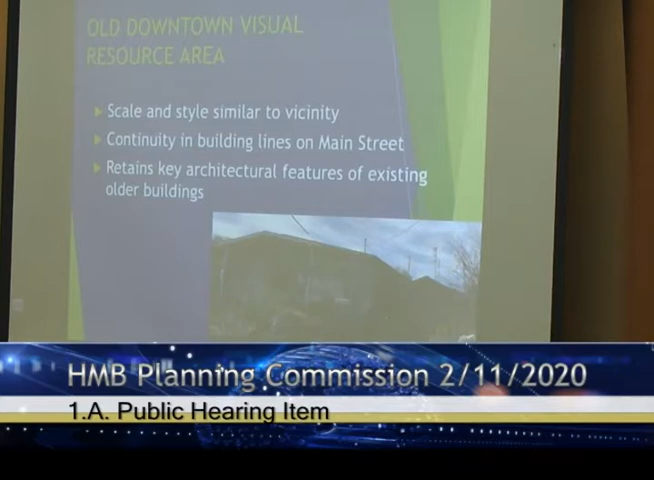 OLD DOWNTOWN VISUAL
RESOURCE AREA
Scale and style similar to vicinity
Continuity in building lines on Main Street
Retains key architectural features of existing
older buildings
HMB Planning Commission 2/11/2020
1.A. Public Hearing Item